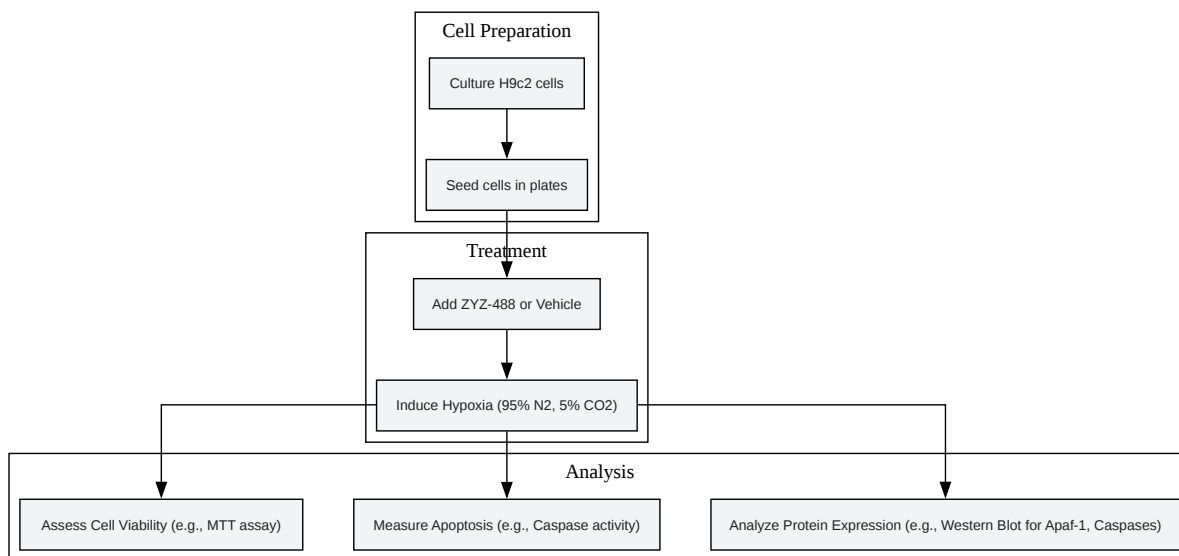 Cell Preparation
Culture H9c2 cells
Seed cells in plates
Treatment
Add ZYZ-488 or Vehicle
Induce Hypoxia (95% N2, 5% CO2)
Analysis
Assess Cell Viability (e.g., MTT assay)
Measure Apoptosis (e.g., Caspase activity)
Analyze Protein Expression (e.g., Western Blot for Apaf-1, Caspases)